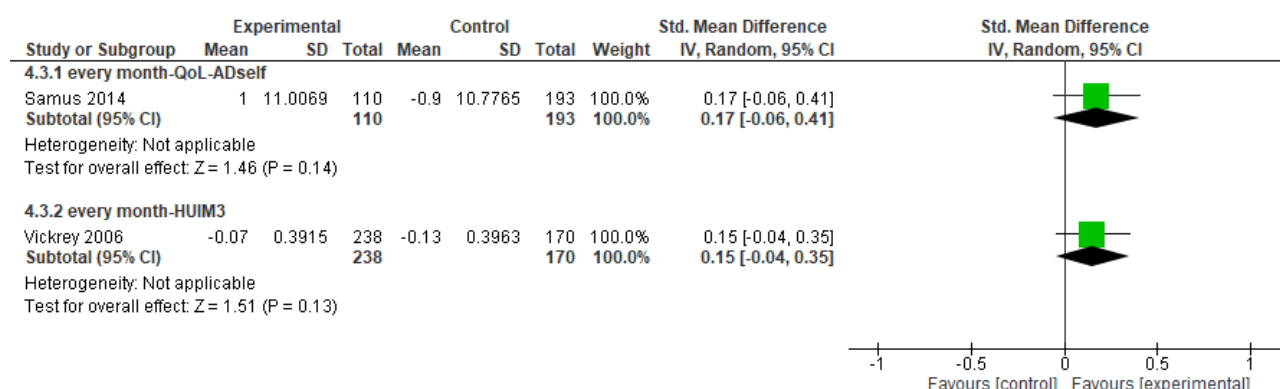 Experimental Control Std. Mean Difference Std. Mean Difference
Study or Subgroup Mean SD Total Mean SD Total Weight IV, Random, 95% CI IV, Random, 95% CI
4.3.1 every month-QoL-ADself
Samus 2014 1 11.0069 110 -0.9 10.7765 193 100.0% 0.17 [-0.06, 0.41]
Subtotal (95% CI) 110 193 100.0% 0.17 [-0.06, 0.41]
Heterogeneity: Not applicable
Test for overall effect: Z = 1.46 (P = 0.14)
4.3.2 every month-HUIM3
Vickrey 2006 -0.07 0.3915 238 -0.13 0.3963 170 100.0% 0.15 [-0.04, 0.35]
Subtotal (95% CI) 238 170 100.0% 0.15 [-0.04, 0.35]
Heterogeneity: Not applicable
Test for overall effect: Z = 1.51 (P = 0.13)
-1 -0.5 0 0.5 1
Favours [control] Favours [experimental]